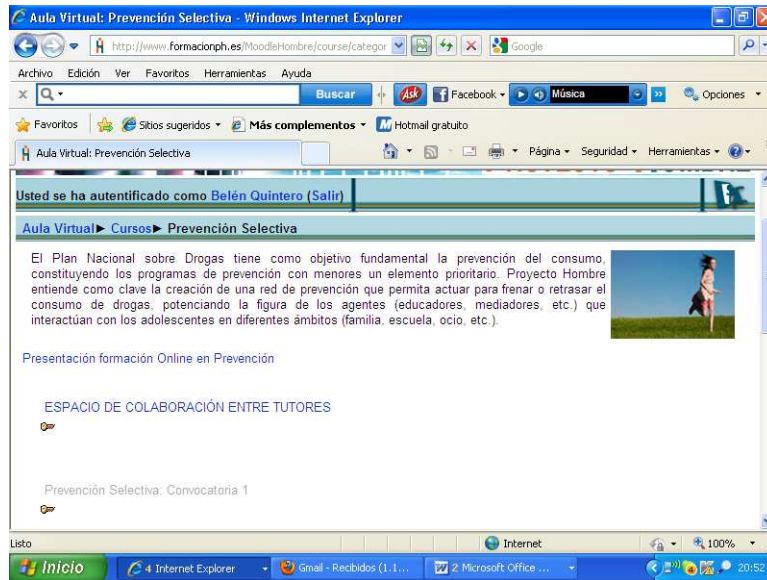 Aula Virtual: Prevención Selectiva - Windows Internet Explorer
http://www.formacionph.es/MoodleHombre/course/categor
Google
Archivo Edición Ver Favoritos Herramientas Ayuda
Buscar Ask Facebook Música Opciones
Favoritos Sitios sugeridos Más complementos Hotmail gratuito
Aula Virtual: Prevención Selectiva Página Seguridad Herramientas
Usted se ha autentificado como Belén Quintero (Salir)
Aula Virtual► Cursos► Prevención Selectiva
El Plan Nacional sobre Drogas tiene como objetivo fundamental la prevención del consumo,
constituyendo los programas de prevención con menores un elemento prioritario. Proyecto Hombre
entiende como clave la creación de una red de prevención que permita actuar para frenar o retrasar el
consumo de drogas, potenciando la figura de los agentes (educadores, mediadores, etc.) que
interactúan con los adolescentes en diferentes ámbitos (familia, escuela, ocio, etc.).
Presentación formación Online en Prevención
ESPACIO DE COLABORACIÓN ENTRE TUTORES
Prevención Selectiva: Convocatoria 1
Listo Internet 100%
Inicio 4 Internet Explorer Gmail - Recibidos (1.1... 2 Microsoft Office ... 20:52